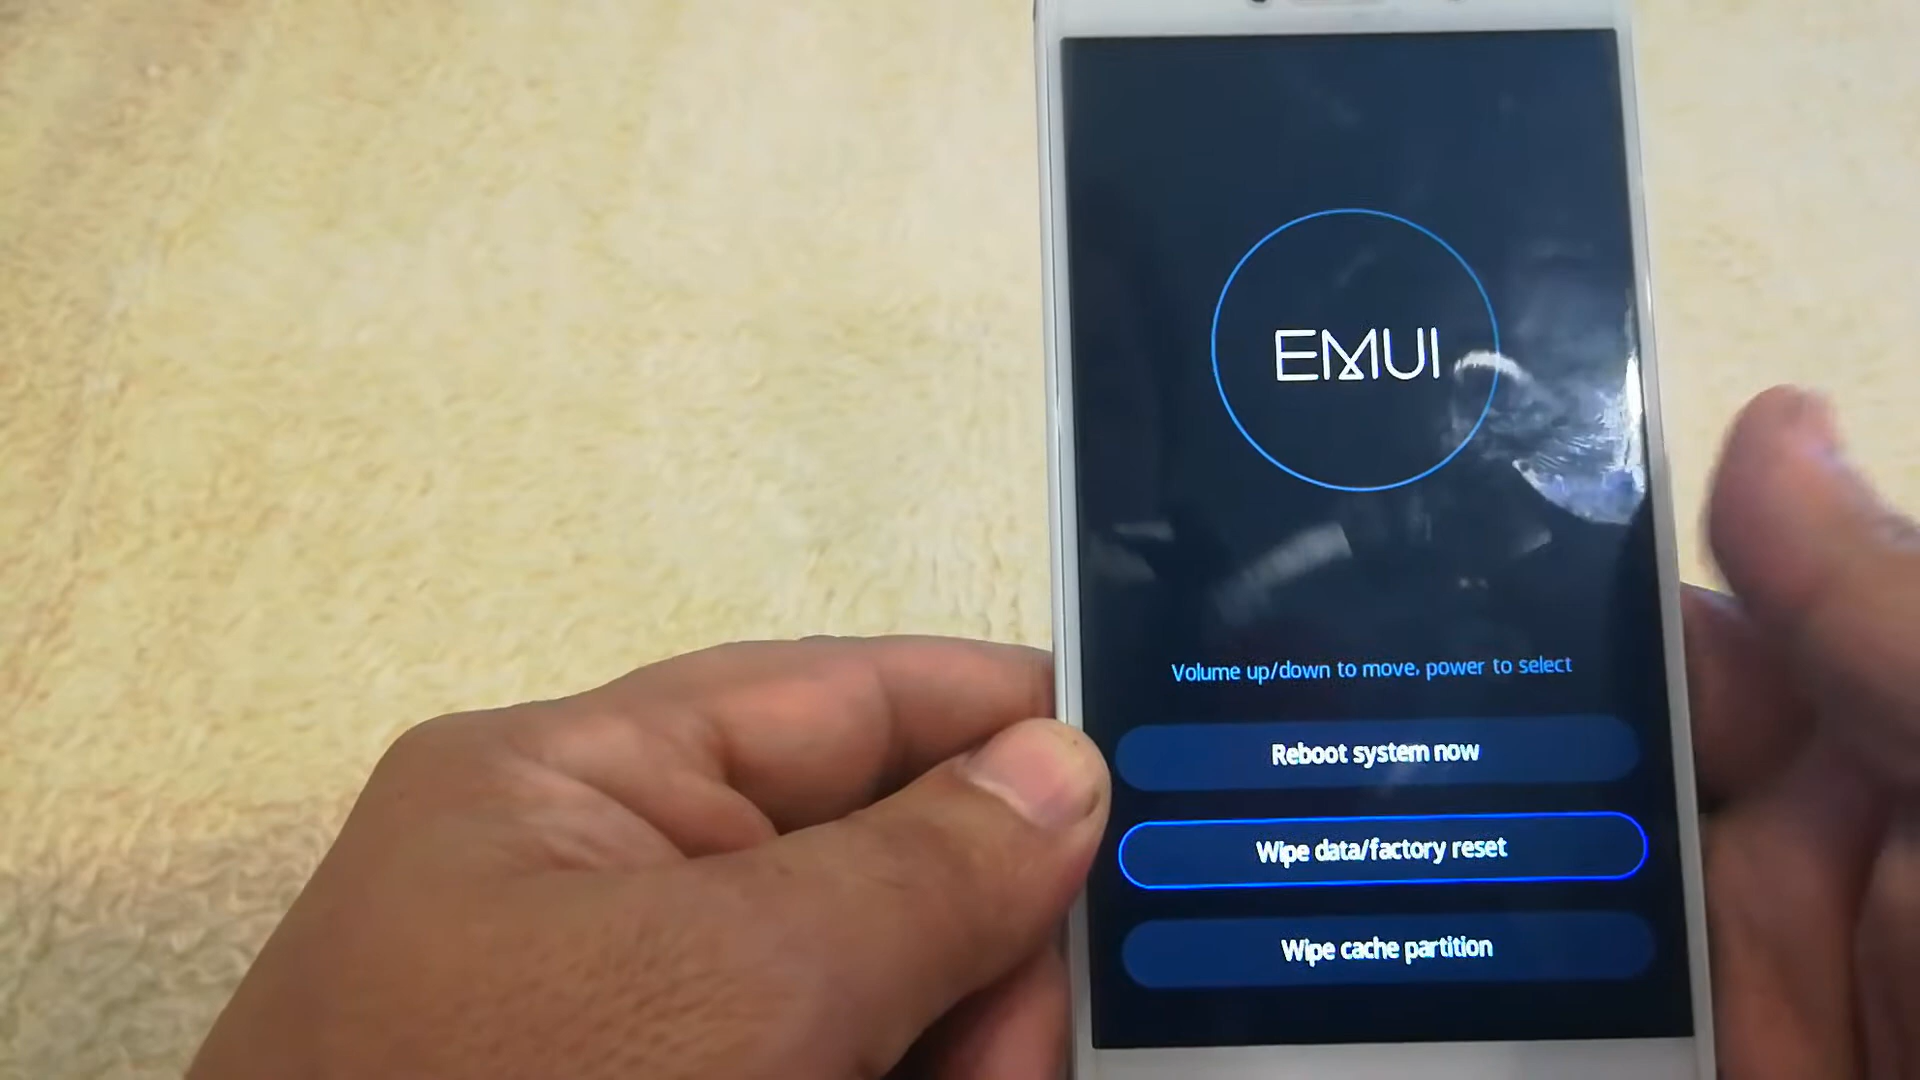 EMUI
Volume up/down to move, power to select
Reboot system now
Wipe data/factory reset
Wipe cache partition